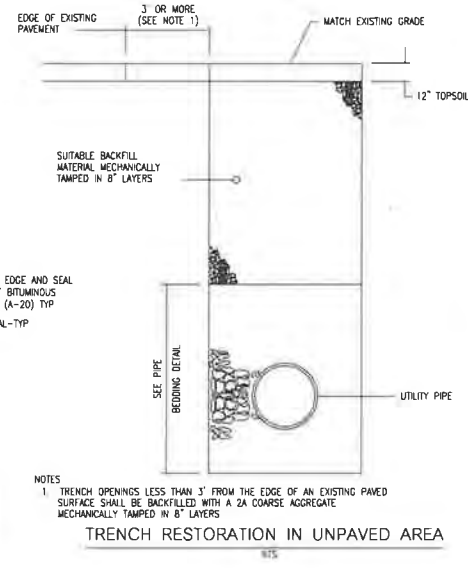 EDGE OF EXISTING
PAVEMENT
3' OR MORE
(SEE NOTE 1)
MATCH EXISTING GRADE
12" TOPSOIL
SUITABLE BACKFILL
MATERIAL MECHANICALLY
TAMPED IN 8" LAYERS
EDGE AND SEAL
BITUMINOUS
(A-20) TYP
AL-TYP
SEE PIPE
BEDDING DETAIL
UTILITY PIPE
NOTES
1 TRENCH OPENINGS LESS THAN 3' FROM THE EDGE OF AN EXISTING PAVED
SURFACE SHALL BE BACKFILLED WITH A 2A COARSE AGGREGATE
MECHANICALLY TAMPED IN 8" LAYERS
TRENCH RESTORATION IN UNPAVED AREA
NTS